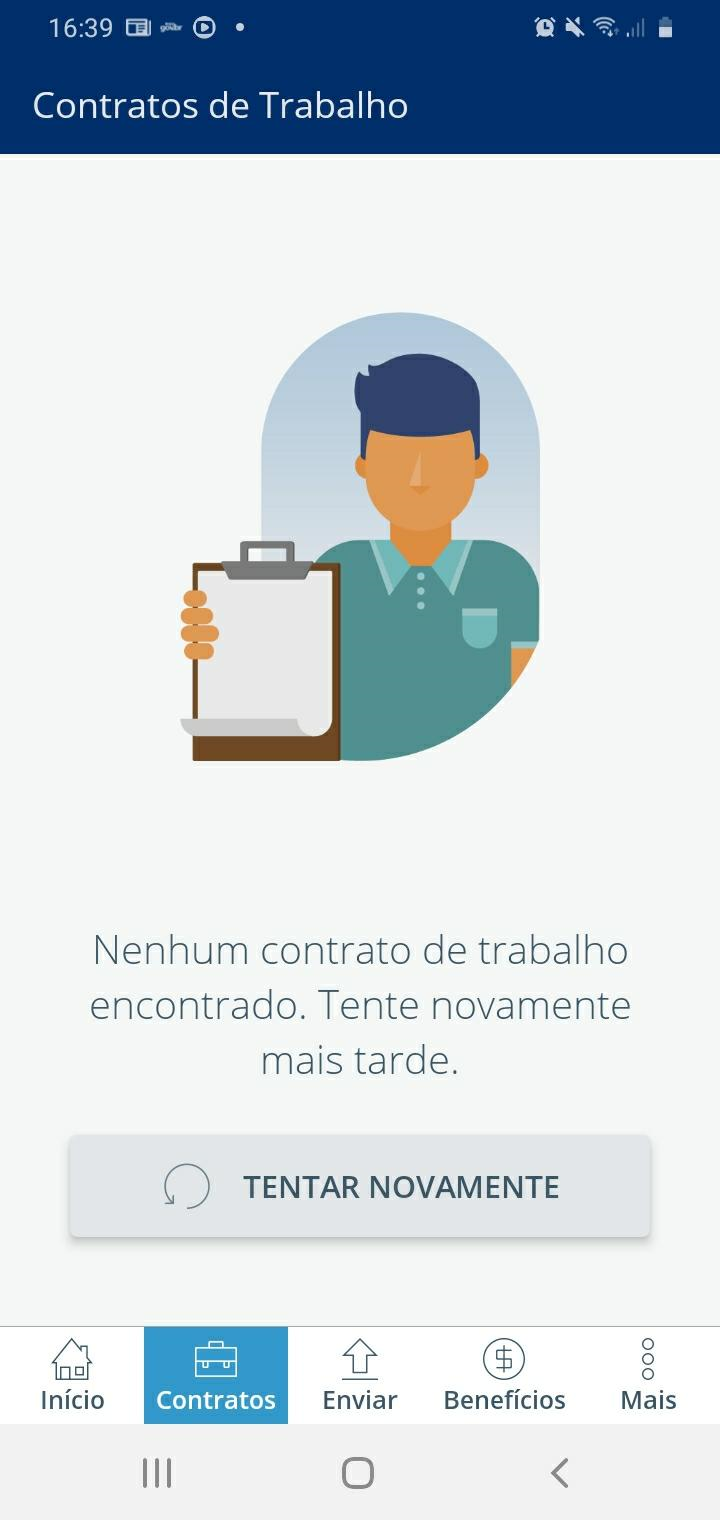 16:39
Contratos de Trabalho
Nenhum contrato de trabalho
encontrado. Tente novamente
mais tarde.
TENTAR NOVAMENTE
Início
Contratos
Enviar
Benefícios
Mais